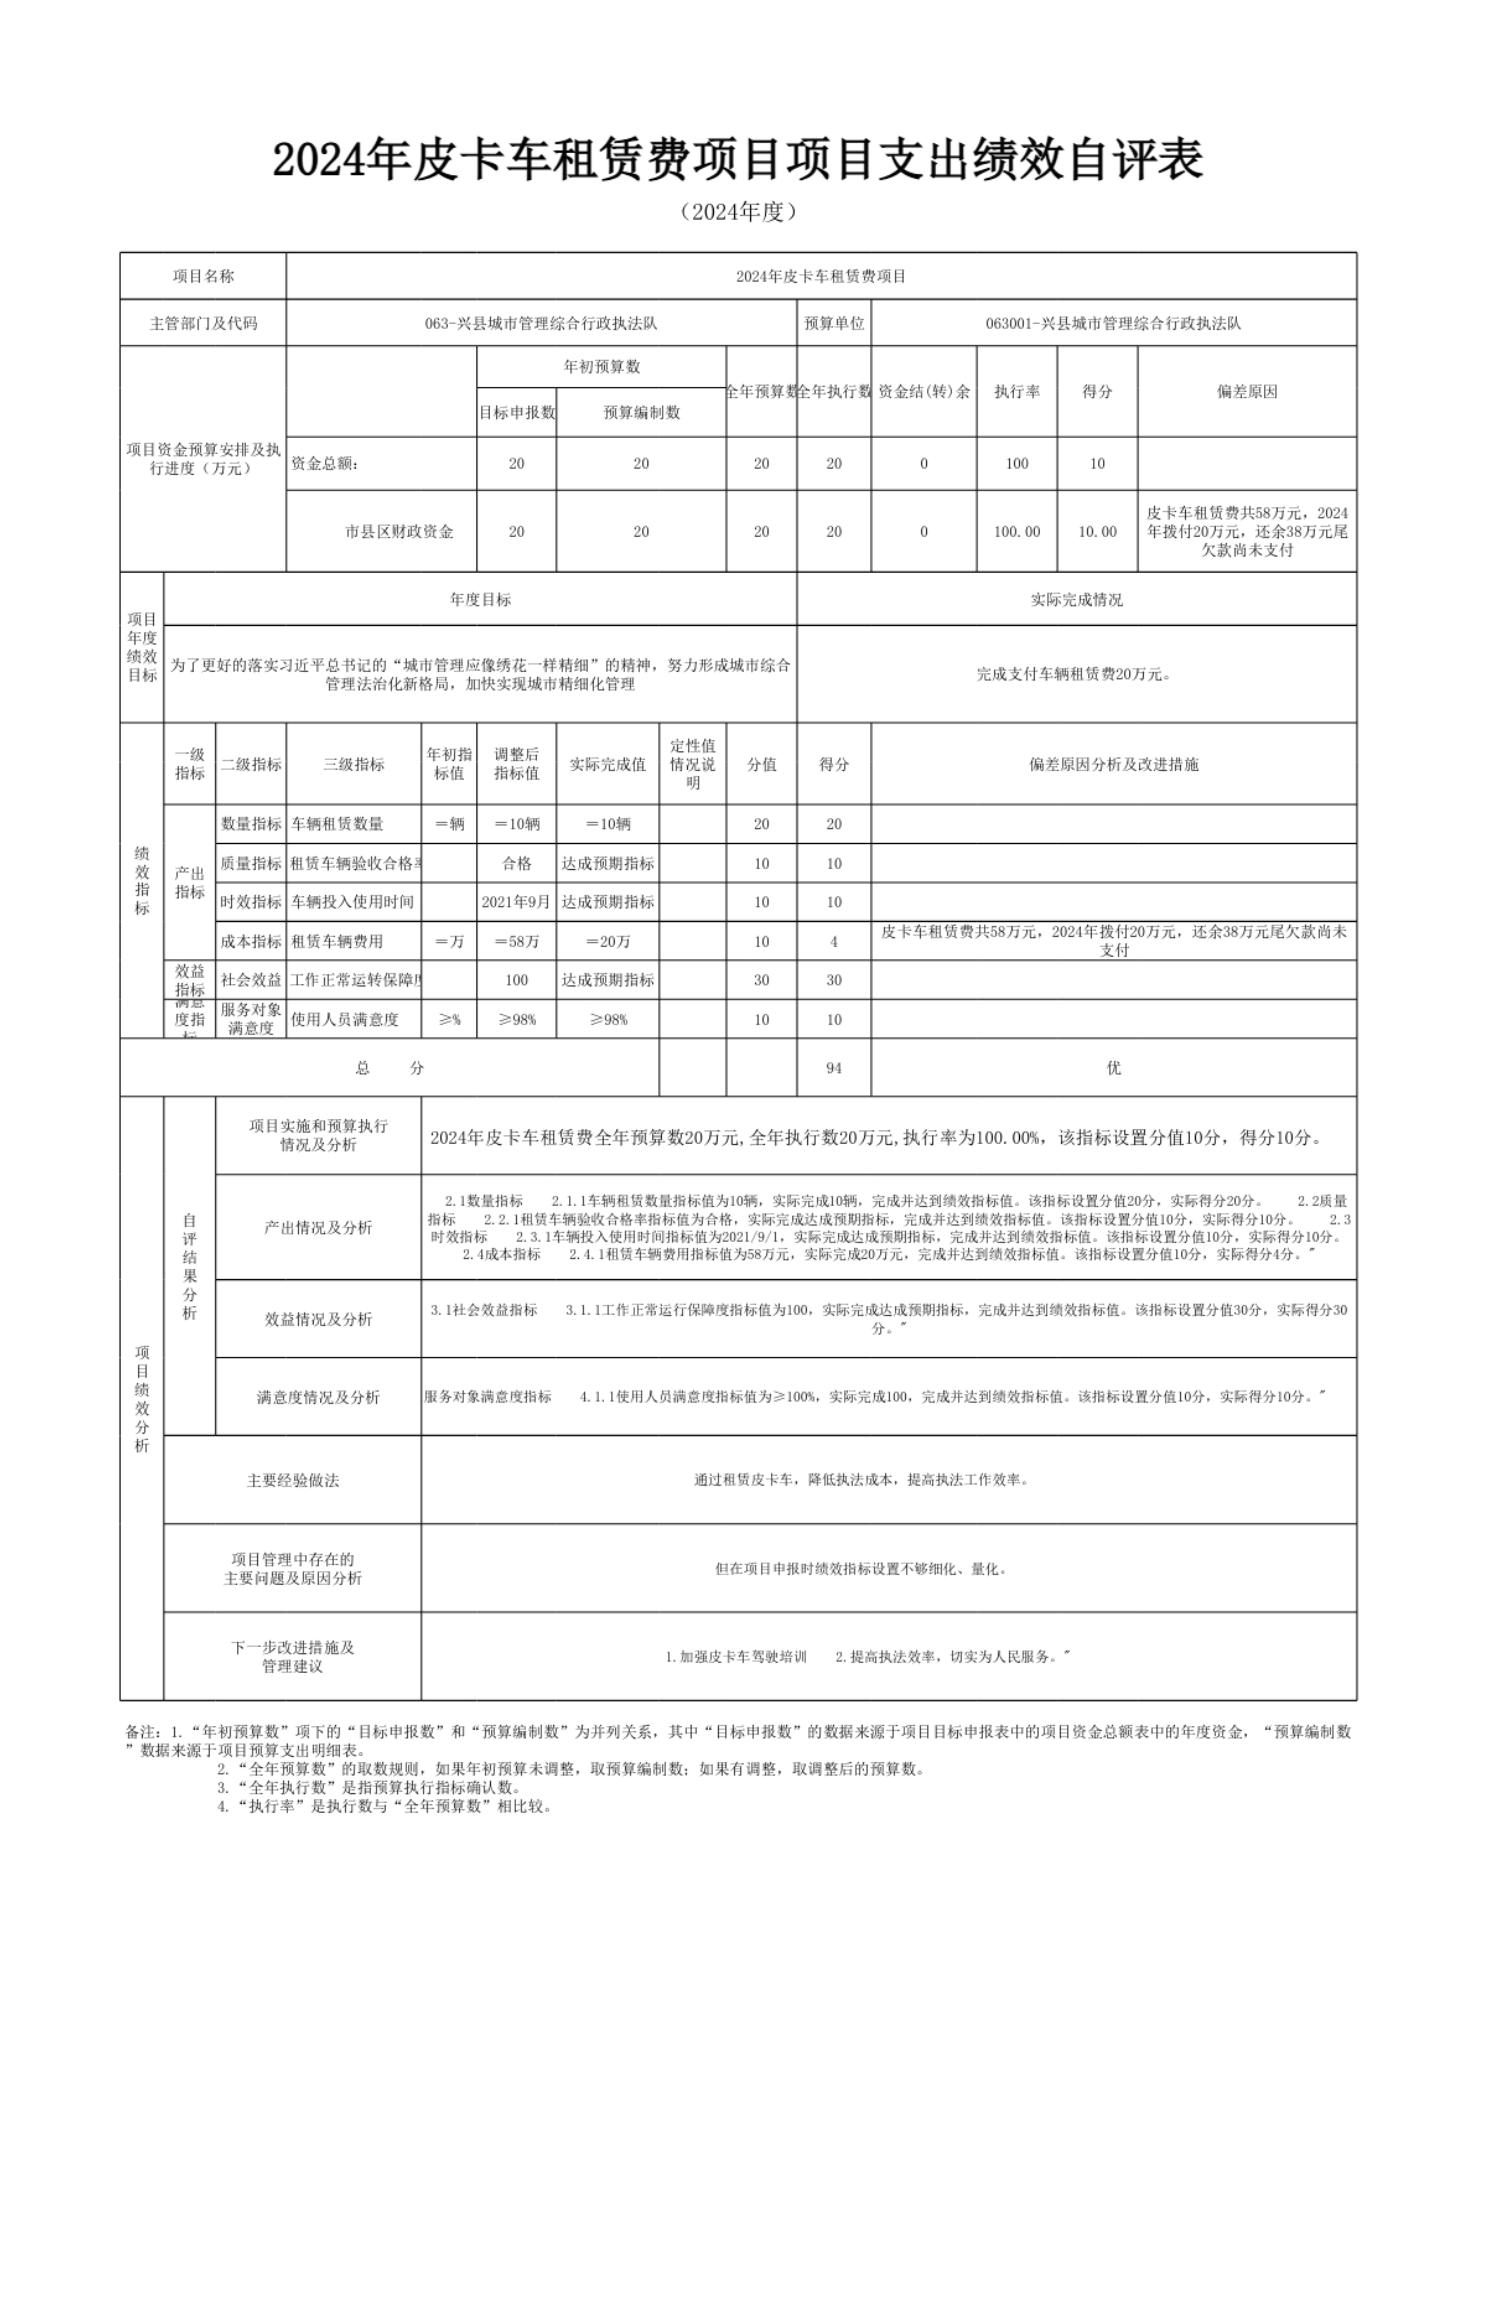 2024年皮卡车租赁费项目项目支出绩效自评表
（2024年度）
项目名称
2024年皮卡车租赁费项目
主管部门及代码
063-兴县城市管理综合行政执法队
预算单位
063001-兴县城市管理综合行政执法队
项目资金预算安排及执
行进度（万元）
年初预算数
目标申报数
预算编制数
全年预算数
全年执行数
资金结(转)余
执行率
得分
偏差原因
资金总额：
20
20
20
20
0
100
10
市县区财政资金
20
20
20
20
0
100.00
10.00
皮卡车租赁费共58万元，2024
年拨付20万元，还余38万元尾
欠款尚未支付
项目
年度
绩效
目标
年度目标
实际完成情况
为了更好的落实习近平总书记的“城市管理应像绣花一样精细”的精神，努力形成城市综合
管理法治化新格局，加快实现城市精细化管理
完成支付车辆租赁费20万元。
绩
效
指
标
一级
指标
二级指标
三级指标
年初指
标值
调整后
指标值
实际完成值
定性值
情况说
明
分值
得分
偏差原因分析及改进措施
产出
指标
数量指标
车辆租赁数量
＝辆
＝10辆
＝10辆
20
20
质量指标
租赁车辆验收合格率
合格
达成预期指标
10
10
时效指标
车辆投入使用时间
2021年9月
达成预期指标
10
10
成本指标
租赁车辆费用
＝万
＝58万
＝20万
10
4
皮卡车租赁费共58万元，2024年拨付20万元，还余38万元尾欠款尚未
支付
效益
指标
社会效益
工作正常运转保障度
100
达成预期指标
30
30
满意
度指
标
服务对象
满意度
使用人员满意度
≥%
≥98%
≥98%
10
10
总　　分
94
优
项
目
绩
效
分
析
自
评
结
果
分
析
项目实施和预算执行
情况及分析
2024年皮卡车租赁费全年预算数20万元,全年执行数20万元,执行率为100.00%，该指标设置分值10分，得分10分。
产出情况及分析
2.1数量指标　　2.1.1车辆租赁数量指标值为10辆，实际完成10辆，完成并达到绩效指标值。该指标设置分值20分，实际得分20分。　　2.2质量
指标　　2.2.1租赁车辆验收合格率指标值为合格，实际完成达成预期指标，完成并达到绩效指标值。该指标设置分值10分，实际得分10分。　　2.3
时效指标　　2.3.1车辆投入使用时间指标值为2021/9/1，实际完成达成预期指标，完成并达到绩效指标值。该指标设置分值10分，实际得分10分。
2.4成本指标　　2.4.1租赁车辆费用指标值为58万元，实际完成20万元，完成并达到绩效指标值。该指标设置分值10分，实际得分4分。”
效益情况及分析
3.1社会效益指标　　3.1.1工作正常运行保障度指标值为100，实际完成达成预期指标，完成并达到绩效指标值。该指标设置分值30分，实际得分30
分。”
满意度情况及分析
服务对象满意度指标　　4.1.1使用人员满意度指标值为≥100%，实际完成100，完成并达到绩效指标值。该指标设置分值10分，实际得分10分。”
主要经验做法
通过租赁皮卡车，降低执法成本，提高执法工作效率。
项目管理中存在的
主要问题及原因分析
但在项目申报时绩效指标设置不够细化、量化。
下一步改进措施及
管理建议
1.加强皮卡车驾驶培训　　2.提高执法效率，切实为人民服务。”
备注：1.“年初预算数”项下的“目标申报数”和“预算编制数”为并列关系，其中“目标申报数”的数据来源于项目目标申报表中的项目资金总额表中的年度资金，“预算编制数
”数据来源于项目预算支出明细表。
2.“全年预算数”的取数规则，如果年初预算未调整，取预算编制数；如果有调整，取调整后的预算数。
3.“全年执行数”是指预算执行指标确认数。
4.“执行率”是执行数与“全年预算数”相比较。